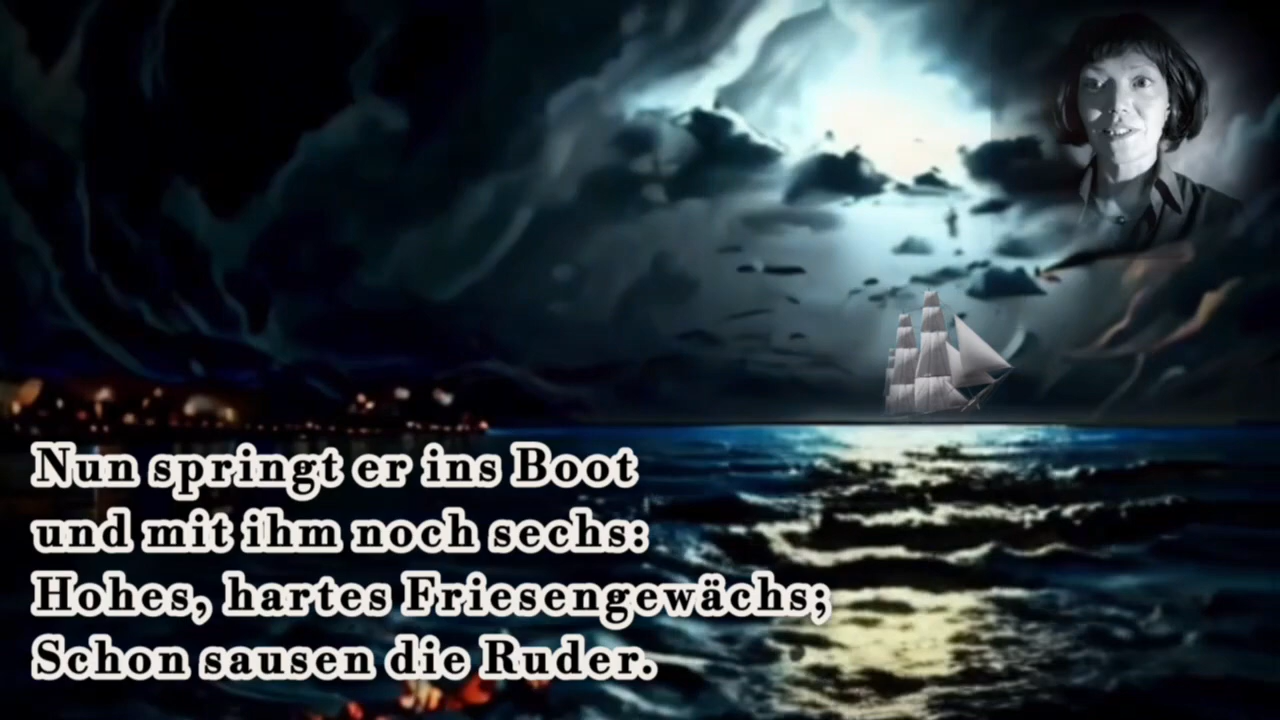 Nun springt er ins Boot
und mit ihm noch sechs:
Hohes, hartes Friesengewächs;
Schon sausen die Ruder.